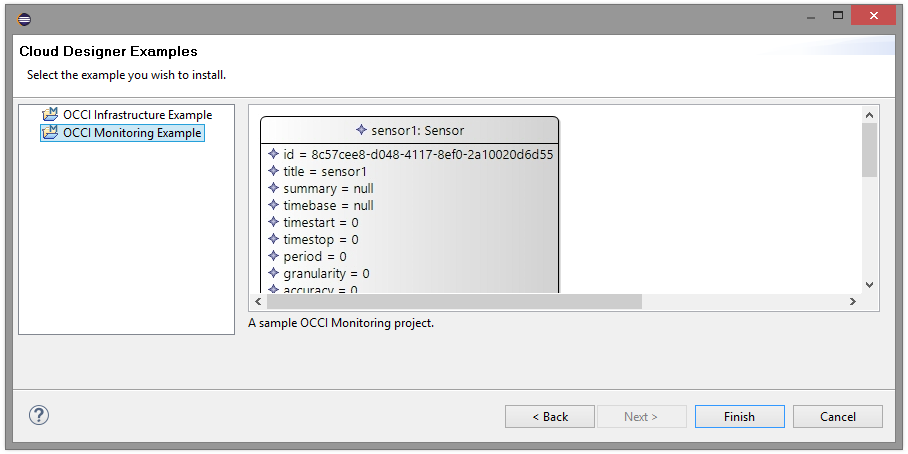 Cloud Designer Examples
Select the example you wish to install.
OCCI Infrastructure Example
OCCI Monitoring Example
sensor1: Sensor
id = 8c57cee8-d048-4117-8ef0-2a10020d6d55
title = sensor1
summary = null
timebase = null
timestart = 0
timestop = 0
period = 0
granularity = 0
accuracy = 0
A sample OCCI Monitoring project.
?
< Back
Next >
Finish
Cancel